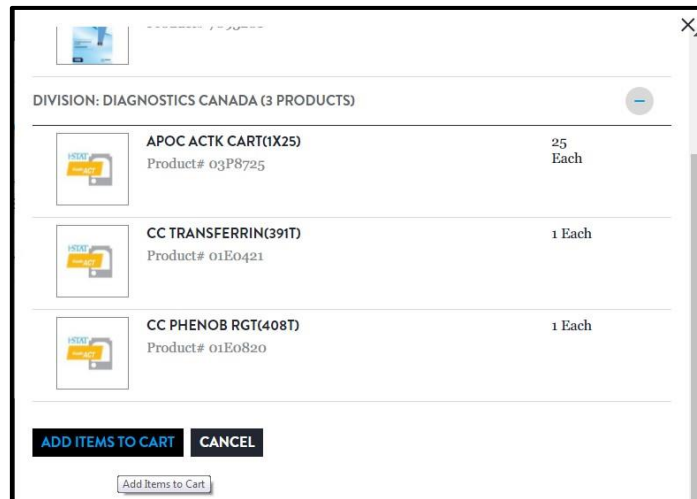 DIVISION: DIAGNOSTICS CANADA (3 PRODUCTS)
APOC ACTK CART(1X25)
25
Each
Product# 03P8725
CC TRANSFERRIN(391T)
1 Each
Product# 01E0421
CC PHENOB RGT(408T)
1 Each
Product# 01E0820
ADD ITEMS TO CART
CANCEL
Add Items to Cart